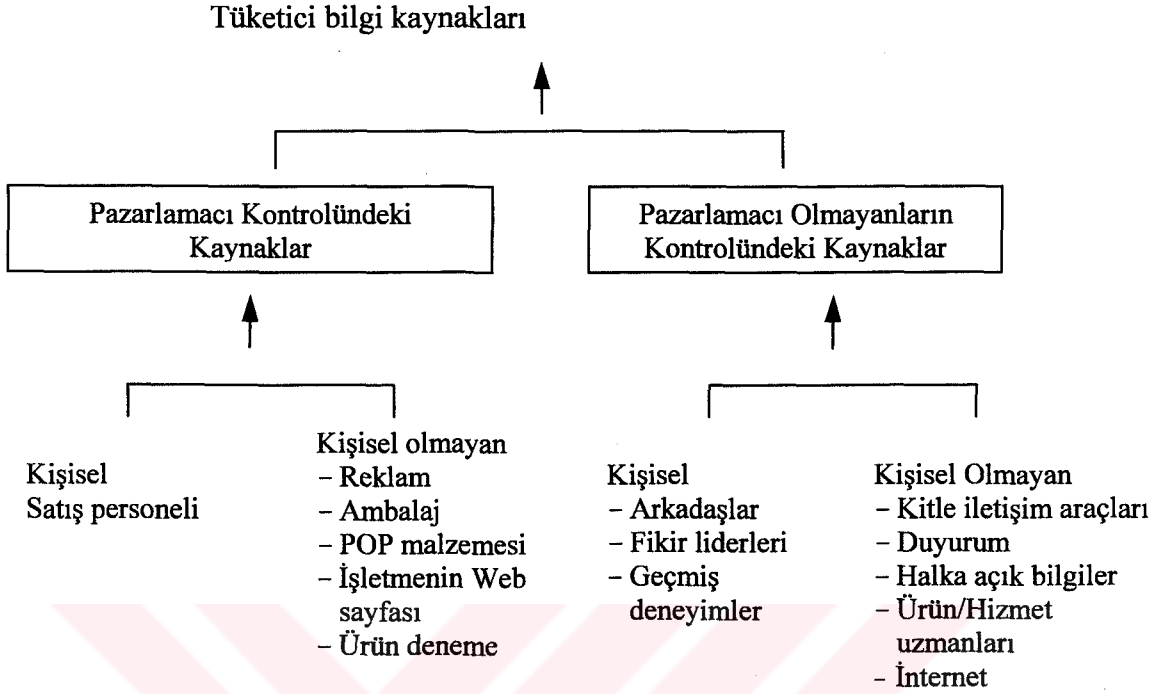 Tüketici bilgi kaynakları
Pazarlamacı Kontrolündeki
Kaynaklar
Pazarlamacı Olmayanların
Kontrolündeki Kaynaklar
Kişisel
Satış personeli
Kişisel olmayan
– Reklam
– Ambalaj
– POP malzemesi
– İşletmenin Web
sayfası
– Ürün deneme
Kişisel
– Arkadaşlar
– Fikir liderleri
– Geçmiş
deneyimler
Kişisel Olmayan
– Kitle iletişim araçları
– Duyurum
– Halka açık bilgiler
– Ürün/Hizmet
uzmanları
– İnternet